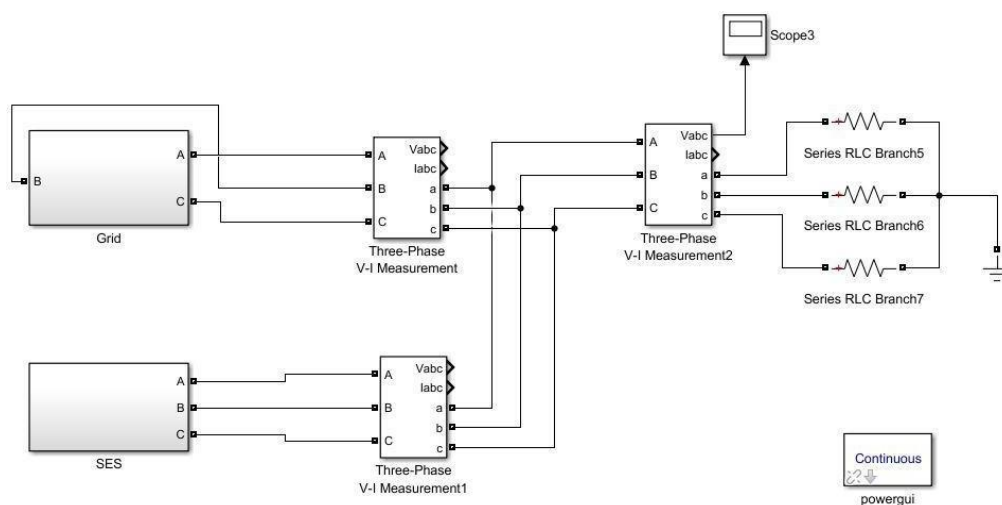 Scope3
A
B
C
Grid
A
B
C
Vabc
Iabc
a
b
c
Three-Phase
V-I Measurement
A
B
C
Vabc
Iabc
a
b
c
Three-Phase
V-I Measurement2
Series RLC Branch5
Series RLC Branch6
Series RLC Branch7
A
B
C
SES
A
B
C
Vabc
Iabc
a
b
c
Three-Phase
V-I Measurement1
Continuous
powergui